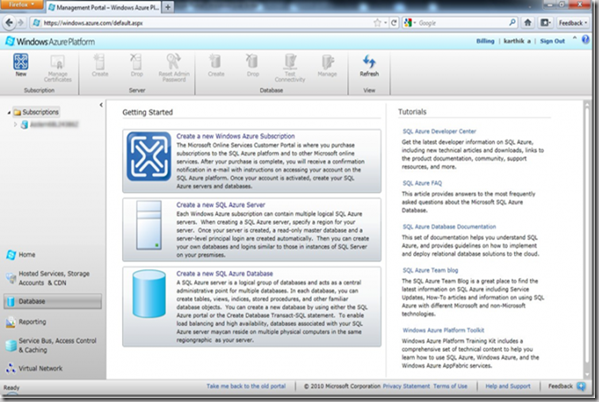 Firefox
Management Portal - Windows Azure Pl...
https://windows.azure.com/default.aspx
Google
Feedback
Windows Azure Platform
Billing | karthik a | Sign Out
New
Manage Certificates
Create
Drop
Reset Admin Password
Create
Drop
Test Connectivity
Manage
Refresh
Subscription
Server
Database
View
Subscriptions
Home
Hosted Services, Storage
Accounts & CDN
Database
Reporting
Service Bus, Access Control
& Caching
Virtual Network
Getting Started
Create a new Windows Azure Subscription
The Microsoft Online Services Customer Portal is where you purchase
subscriptions to the SQL Azure platform and to other Microsoft online
services. After your purchase is complete, you will receive a confirmation
notification in e-mail with instructions on accessing your account on the
SQL Azure platform. Once your account is activated, create your SQL
Azure servers and databases.
Create a new SQL Azure Server
Each Windows Azure subscription can contain multiple logical SQL Azure
servers. When creating a SQL Azure server, specify a region for your
server. Once your server is created, a read-only master database and a
server-level principal login are created automatically. Then you can create
your own databases and logins similar to those in instances of SQL Server
on your premises.
Create a new SQL Azure Database
A SQL Azure server is a logical group of databases and acts as a central
administrative point for multiple databases. In each database, you can
create tables, views, indices, stored procedures, and other familiar
database objects. You can create a new database by using either the SQL
Azure portal or the Create Database Transact-SQL statement. To enable
load balancing and high availability, databases associated with your SQL
Azure server maycan reside on multiple physical computers in the same
regiongraphic as your server.
Tutorials
SQL Azure Developer Center
Get the latest developer information on SQL Azure,
including new technical articles and downloads, links to
the product documentation, community, support
resources, and more.
SQL Azure FAQ
This article provides answers to the most frequently
asked questions about the Microsoft SQL Azure
Database.
SQL Azure Database Documentation
This set of documentation helps you understand SQL
Azure, and provides guidelines on how to implement
and deploy relational database solutions to the cloud.
SQL Azure Team blog
The SQL Azure Team Blog is a great place to find the
latest information on SQL Azure including Service
Updates, How-To articles and information on using SQL
Azure with different Microsoft and non-Microsoft
technologies.
Windows Azure Platform Toolkit
Windows Azure Platform Training Kit includes a
comprehensive set of technical content to help you
learn how to use SQL Azure, Windows Azure, and the
Windows Azure AppFabric services.
Ready
Take me back to the old portal | © 2010 Microsoft Corporation Privacy Statement Terms of Use | Help and Support | Feedback